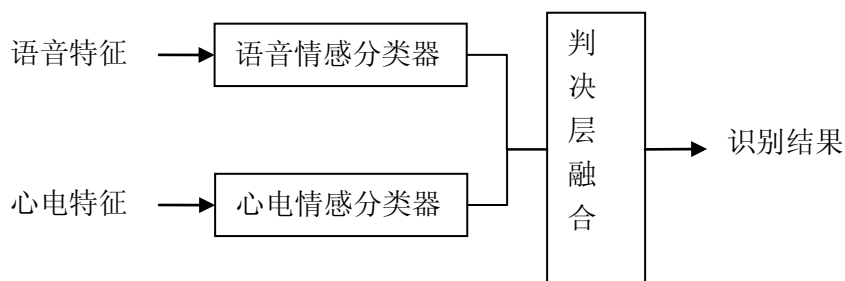 语音特征
语音情感分类器
心电特征
心电情感分类器
判
决
层
融
合
识别结果